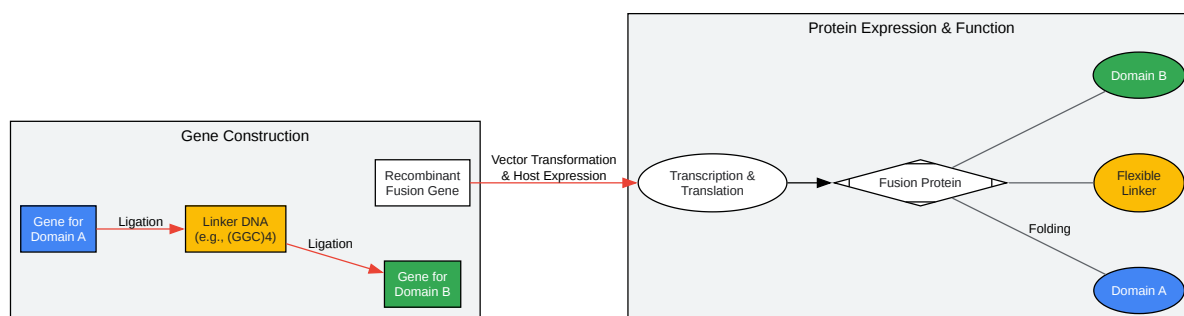 Gene Construction
Gene for
Domain A
Ligation
Linker DNA
(e.g., (GGC)4)
Ligation
Gene for
Domain B
Recombinant
Fusion Gene
Vector Transformation
& Host Expression
Protein Expression & Function
Transcription &
Translation
Fusion Protein
Domain B
Flexible
Linker
Folding
Domain A